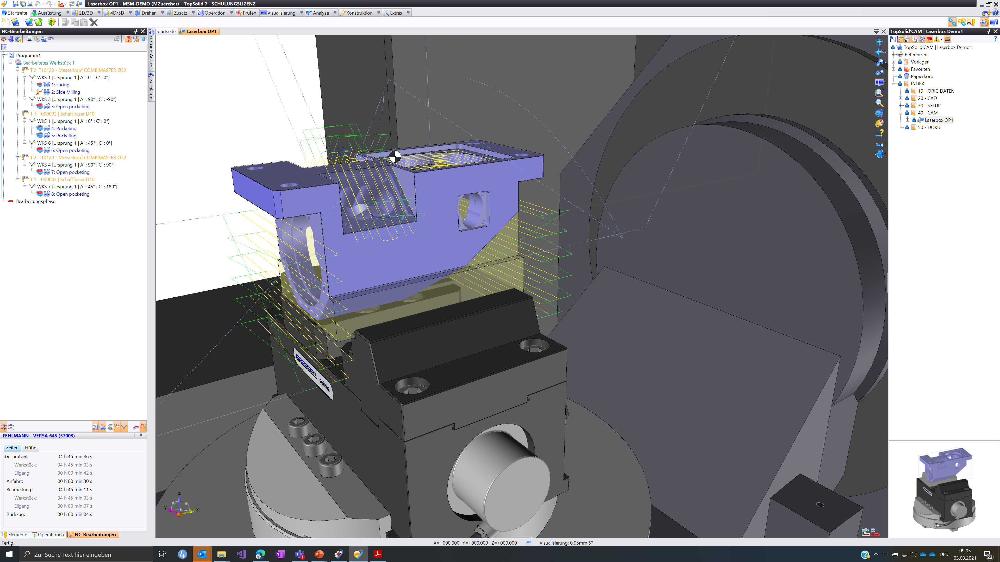 Laserbox OP1 - MSM-DEMO (MZuercher) - TopSolid 7 - SCHULUNGSLIZENZ
Startseite Ausrüstung 2D/3D 4D/5D Drehen Zusatz Operation Prüfen Visualisierung Analyse Konstruktion Extras
NC-Bearbeitungen
Startseite Laserbox OP1
TopSolid'CAM | Laserbox Demo1
G-Code-Ansicht
Suchläufe
Programm1
Bearbeitetes Werkstück 1
T 2: T10120 - Messerkopf COMBIMASTER Ø32
WKS 1 [Ursprung 1 | A' : 0° ; C' : 0°]
1: Facing
2: Side Milling
WKS 3 [Ursprung 1 | A' : 90° ; C' : -90°]
3: Open pocketing
T 1: T000003 | Schaftfräser D10
WKS 1 [Ursprung 1 | A' : 0° ; C' : 0°]
4: Pocketing
5: Pocketing
WKS 6 [Ursprung 1 | A' : 45° ; C' : 0°]
6: Open pocketing
T 2: T10120 - Messerkopf COMBIMASTER Ø32
WKS 4 [Ursprung 1 | A' : 90° ; C' : 90°]
7: Open pocketing
T 1: T000003 | Schaftfräser D10
WKS 7 [Ursprung 1 | A' : 45° ; C' : 180°]
8: Open pocketing
Bearbeitungsphase
TopSolid'CAM | Laserbox Demo1
Referenzen
Vorlagen
Favoriten
Papierkorb
INDEX
10 - ORIG DATEN
20 - CAD
30 - SETUP
40 - CAM
Laserbox OP1
50 - DOKU
GRESSEL
solinos
z
y
x
FEHLMANN - VERSA 645 (57003)
Zeiten Hübe
Gesamtzeit: 04 h 45 min 46 s
Werkstück: 04 h 45 min 03 s
Eilgang: 00 h 00 min 42 s
Anfahrt: 00 h 00 min 30 s
Bearbeitung: 04 h 45 min 11 s
Werkstück: 04 h 45 min 03 s
Eilgang: 00 h 00 min 07 s
Rückzug: 00 h 00 min 04 s
Elemente Operationen NC-Bearbeitungen
Fertig.
X=+000.000 Y=+000.000 Z=+000.000
Visualisierung: 0.05mm 5°
Zur Suche Text hier eingeben
DEU
09:05
03.03.2021
22